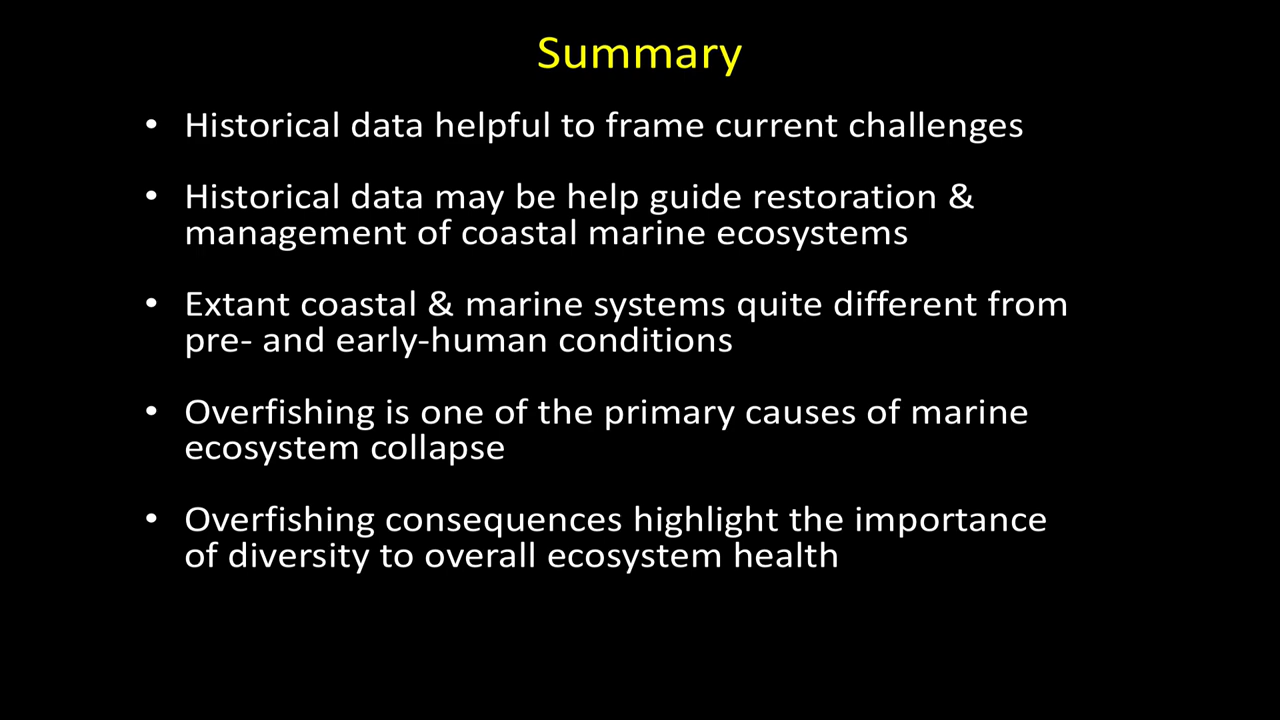 Summary
• Historical data helpful to frame current challenges
• Historical data may be help guide restoration &
management of coastal marine ecosystems
• Extant coastal & marine systems quite different from
pre- and early-human conditions
• Overfishing is one of the primary causes of marine
ecosystem collapse
• Overfishing consequences highlight the importance
of diversity to overall ecosystem health